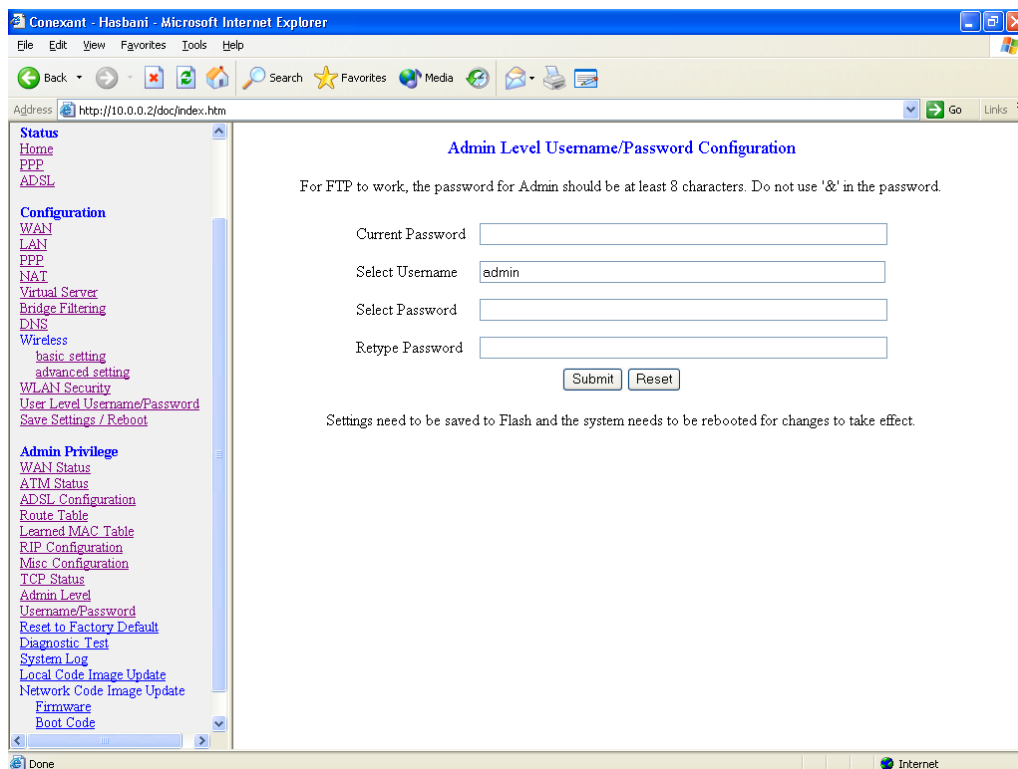 Conexant - Hasbani - Microsoft Internet Explorer
File Edit View Favorites Tools Help
Back Search Favorites Media
Address http://10.0.0.2/doc/index.htm Go Links
Status
Home
PPP
ADSL
Configuration
WAN
LAN
PPP
NAT
Virtual Server
Bridge Filtering
DNS
Wireless
basic setting
advanced setting
WLAN Security
User Level Username/Password
Save Settings / Reboot
Admin Privilege
WAN Status
ATM Status
ADSL Configuration
Route Table
Learned MAC Table
RIP Configuration
Misc Configuration
TCP Status
Admin Level
Username/Password
Reset to Factory Default
Diagnostic Test
System Log
Local Code Image Update
Network Code Image Update
Firmware
Boot Code
Admin Level Username/Password Configuration
For FTP to work, the password for Admin should be at least 8 characters. Do not use '&' in the password.
Current Password
Select Username admin
Select Password
Retype Password
Submit Reset
Settings need to be saved to Flash and the system needs to be rebooted for changes to take effect.
Done Internet